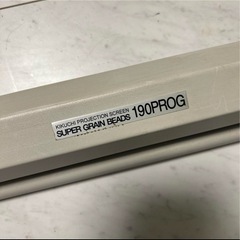 KIKUCHI PROJECTION SCREEN
SUPER GRAIN BEADS 190PROG